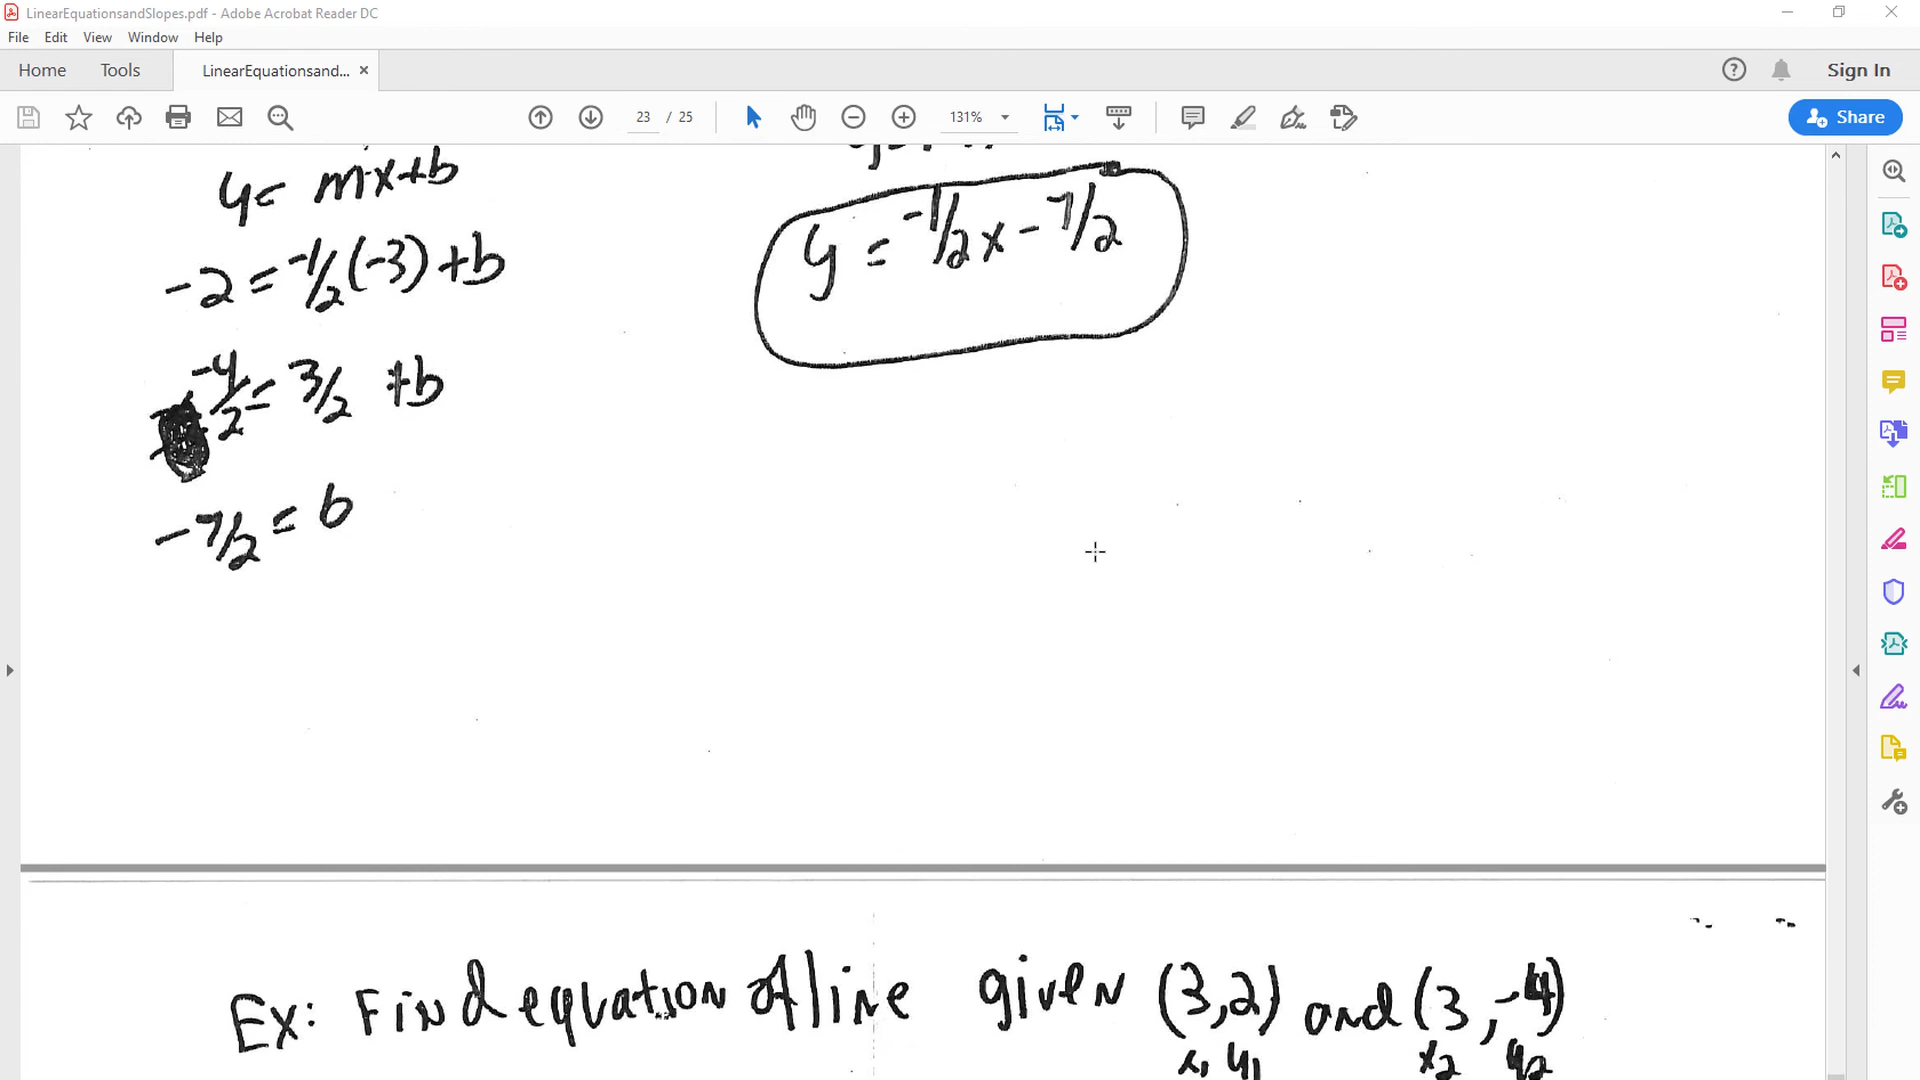 LinearEquationsandSlopes.pdf - Adobe Acrobat Reader DC
File Edit View Window Help
Home Tools LinearEquationsand... × Sign In
23 / 25 131% Share
y = mx+b
-2 = -1/2 (-3) + b
-4/2 = 3/2 + b
-7/2 = b
y = -1/2 x - 7/2
Ex: Find equation of line given (3,2) and (3,-4)
x1 y1 x2 y2